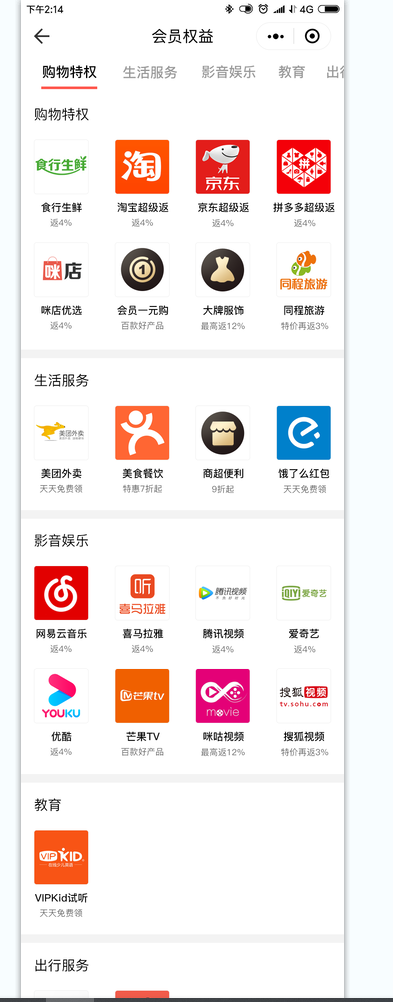 下午2:14 4G
会员权益
购物特权 生活服务 影音娱乐 教育 出行
购物特权
食行生鲜 淘 京东 拼
食行生鲜 淘宝超级返 京东超级返 拼多多超级返
返4% 返4% 返4% 返4%
咪店 1 同程旅游
咪店优选 会员一元购 大牌服饰 同程旅游
返4% 百款好产品 最高返12% 特价再返3%
生活服务
美团外卖
美团外卖 美食餐饮 商超便利 饿了么红包
天天免费领 特惠7折起 9折起 天天免费领
影音娱乐
听 喜马拉雅 腾讯视频 iQIYI 爱奇艺
网易云音乐 喜马拉雅 腾讯视频 爱奇艺
返4% 返4% 返4% 返4%
YOUKU 芒果tv movie 搜狐视频 tv.sohu.com
优酷 芒果TV 咪咕视频 搜狐视频
返4% 百款好产品 最高返12% 特价再返3%
教育
VIPKID
VIPKid试听
天天免费领
出行服务